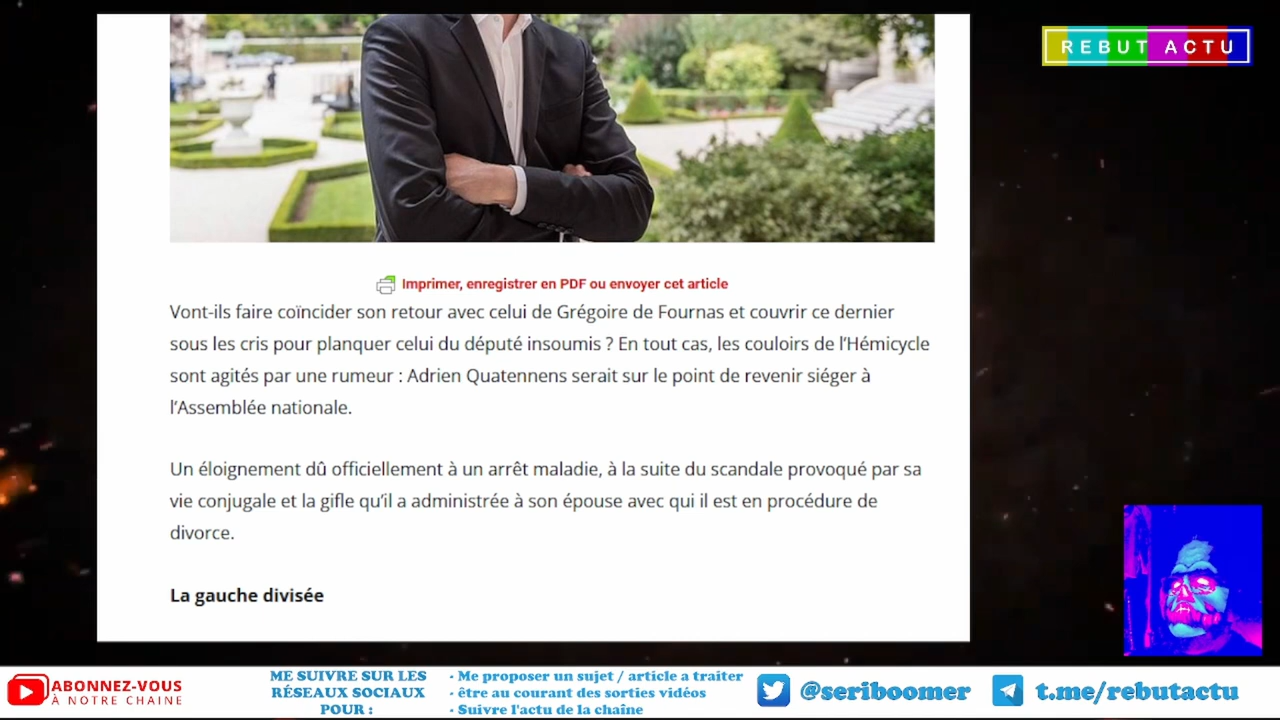 REBUT ACTU
Imprimer, enregistrer en PDF ou envoyer cet article
Vont-ils faire coïncider son retour avec celui de Grégoire de Fournas et couvrir ce dernier
sous les cris pour planquer celui du député insoumis ? En tout cas, les couloirs de l’Hémicycle
sont agités par une rumeur : Adrien Quatennens serait sur le point de revenir siéger à
l’Assemblée nationale.
Un éloignement dû officiellement à un arrêt maladie, à la suite du scandale provoqué par sa
vie conjugale et la gifle qu’il a administrée à son épouse avec qui il est en procédure de
divorce.
La gauche divisée
ABONNEZ-VOUS
À NOTRE CHAINE
ME SUIVRE SUR LES
RÉSEAUX SOCIAUX
POUR :
· Me proposer un sujet / article a traiter
· être au courant des sorties vidéos
· Suivre l'actu de la chaîne
@seriboomer
t.me/rebutactu